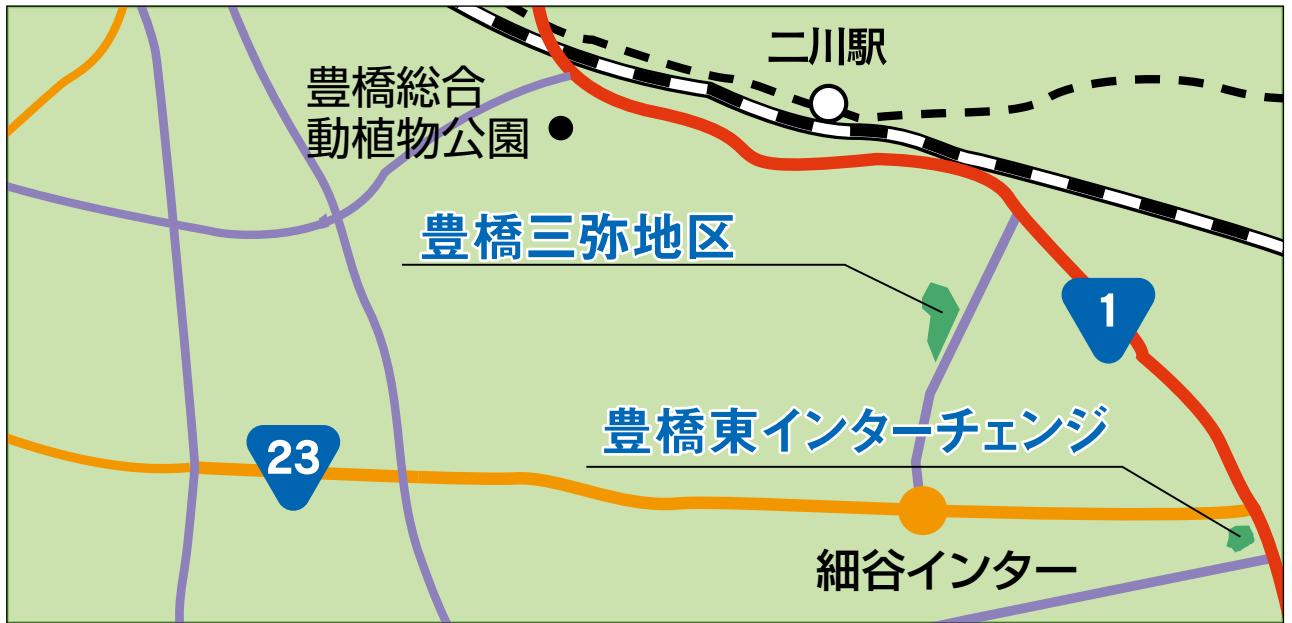 二川駅
豊橋総合
動植物公園
豊橋三弥地区
1
豊橋東インターチェンジ
23
細谷インター